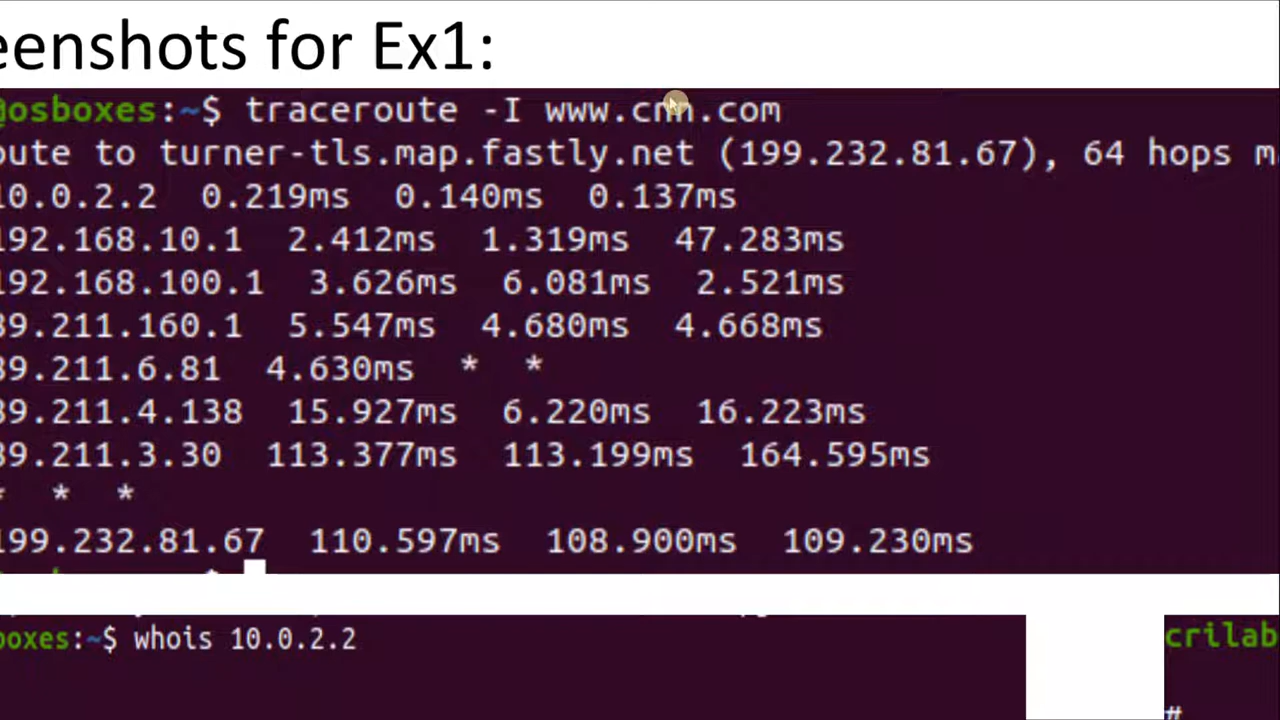 eenshots for Ex1:
@osboxes:~$ traceroute -I www.cnn.com
oute to turner-tls.map.fastly.net (199.232.81.67), 64 hops m
10.0.2.2 0.219ms 0.140ms 0.137ms
192.168.10.1 2.412ms 1.319ms 47.283ms
192.168.100.1 3.626ms 6.081ms 2.521ms
89.211.160.1 5.547ms 4.680ms 4.668ms
89.211.6.81 4.630ms * *
89.211.4.138 15.927ms 6.220ms 16.223ms
89.211.3.30 113.377ms 113.199ms 164.595ms
* * *
199.232.81.67 110.597ms 108.900ms 109.230ms
boxes:~$ whois 10.0.2.2
crilab
#